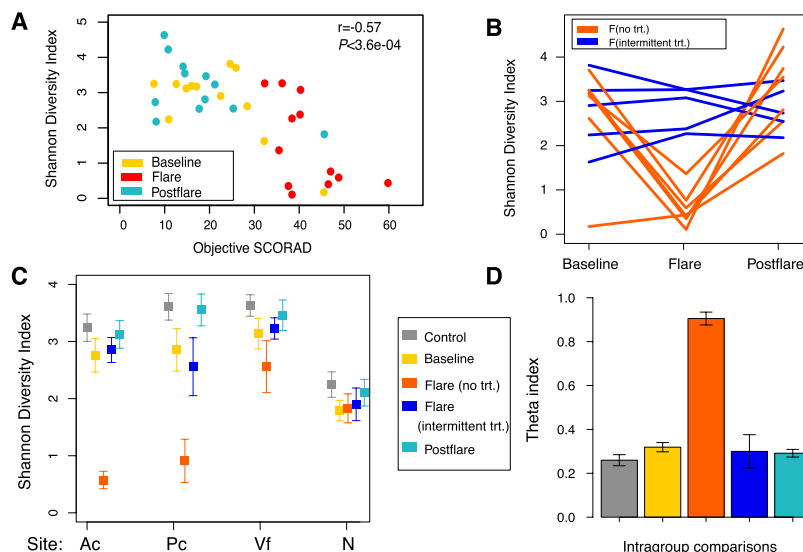 A
r=-0.57
P<3.6e-04
Shannon Diversity Index
5
4
3
2
1
0
Baseline
Flare
Postflare
0 10 20 30 40 50 60
Objective SCORAD
B
F(no trt.)
F(intermittent trt.)
Shannon Diversity Index
4
3
2
1
0
Baseline Flare Postflare
C
Shannon Diversity Index
4
3
2
1
0
Site: Ac Pc Vf N
Control
Baseline
Flare (no trt.)
Flare
(intermittent trt.)
Postflare
D
Theta index
1.0
0.8
0.6
0.4
0.2
0.0
Intragroup comparisons